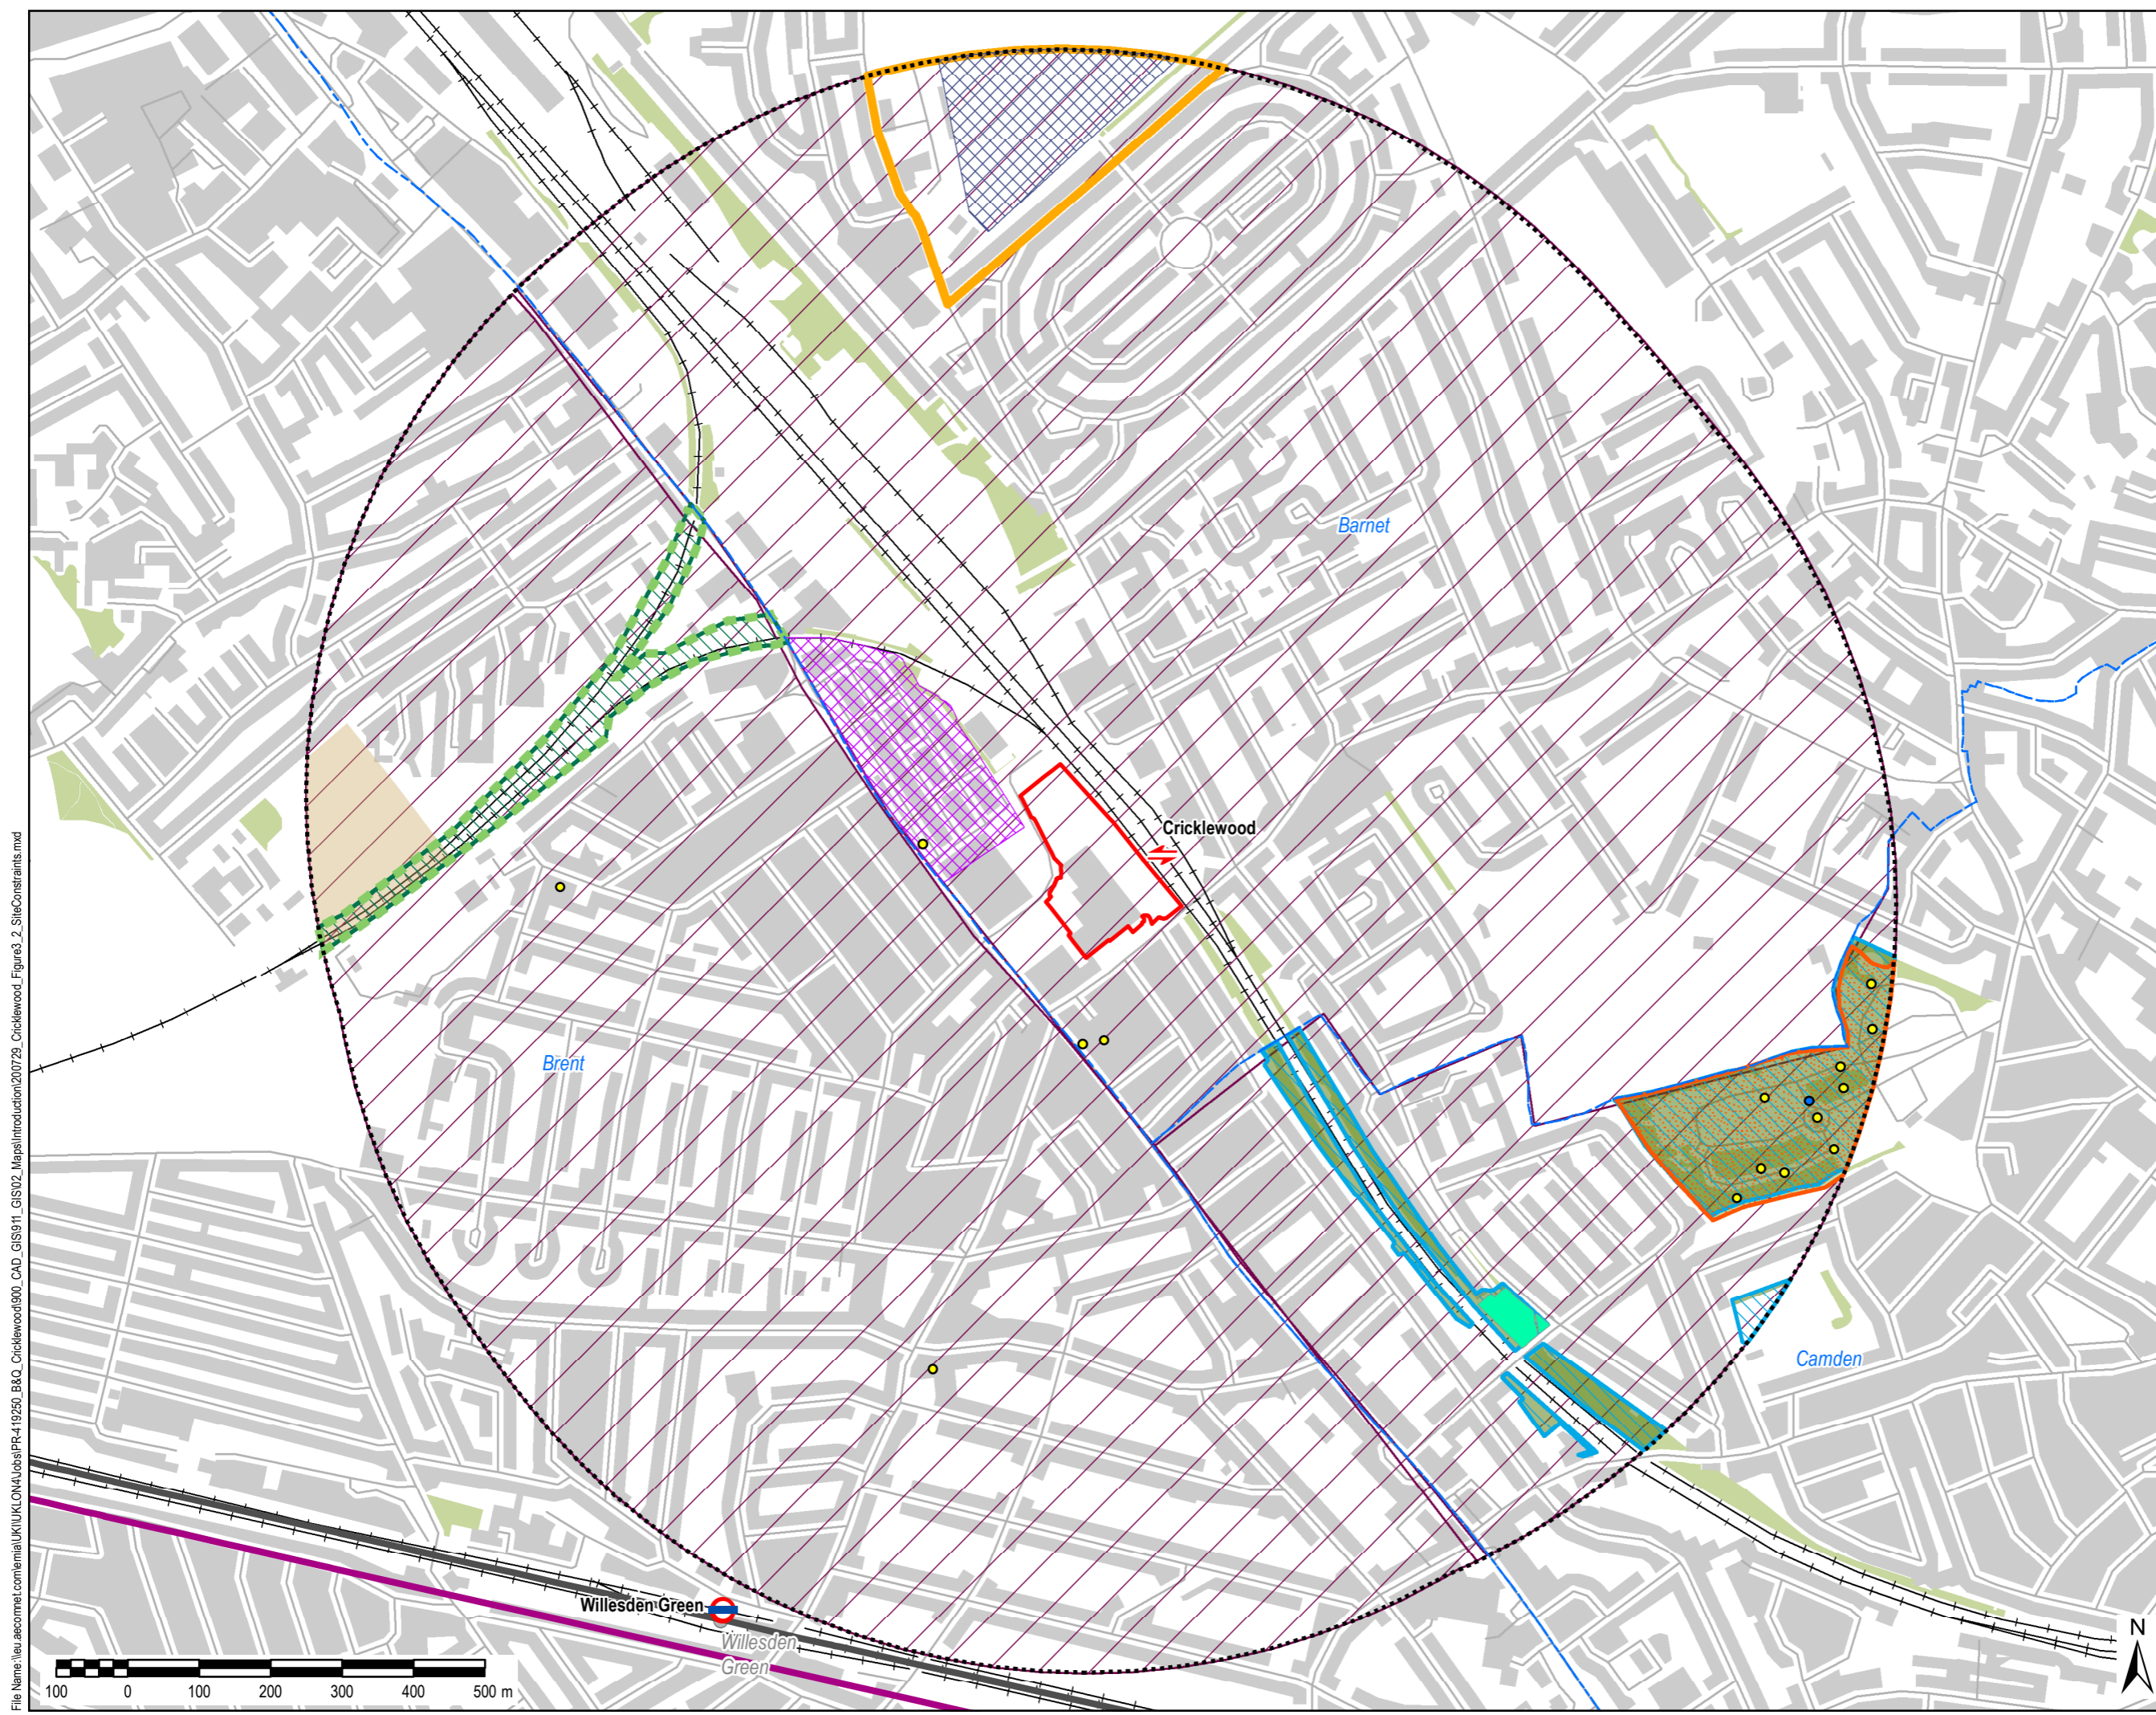 Barnet
Cricklewood
Brent
Camden
Willesden Green
Willesden
Green
100 0 100 200 300 400 500 m
N
File Name:\\eu.aecomnet.com\emia\UKI\UKLON4\Jobs\PR-419250_B&Q_Cricklewood\900_CAD_GIS\911_GIS\02_Maps\Introduction\200729_Cricklewood_Figure3_2_SiteConstraints.mxd